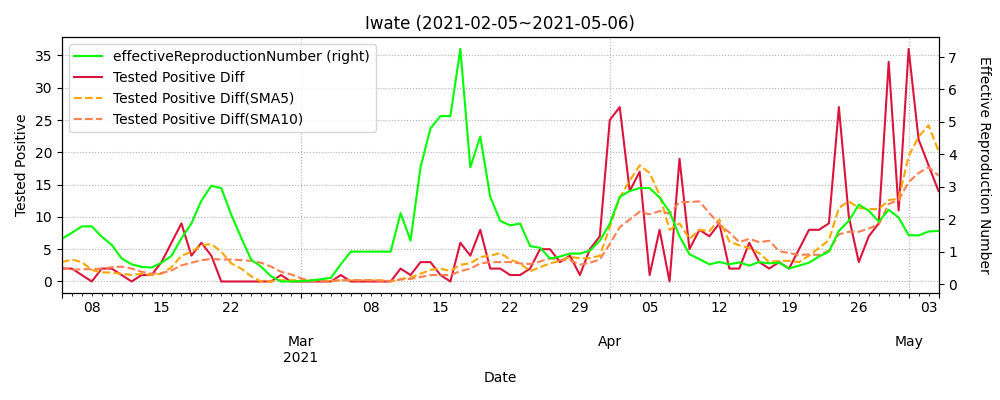 Iwate (2021-02-05~2021-05-06)
effectiveReproductionNumber (right)
Tested Positive Diff
Tested Positive Diff(SMA5)
Tested Positive Diff(SMA10)
Tested Positive
35
30
25
20
15
10
5
0
7
6
5
4
3
2
1
0
Effective Reproduction Number
08 15 22 08 15 22 29 05 12 19 26 03
Mar Apr May
2021
Date